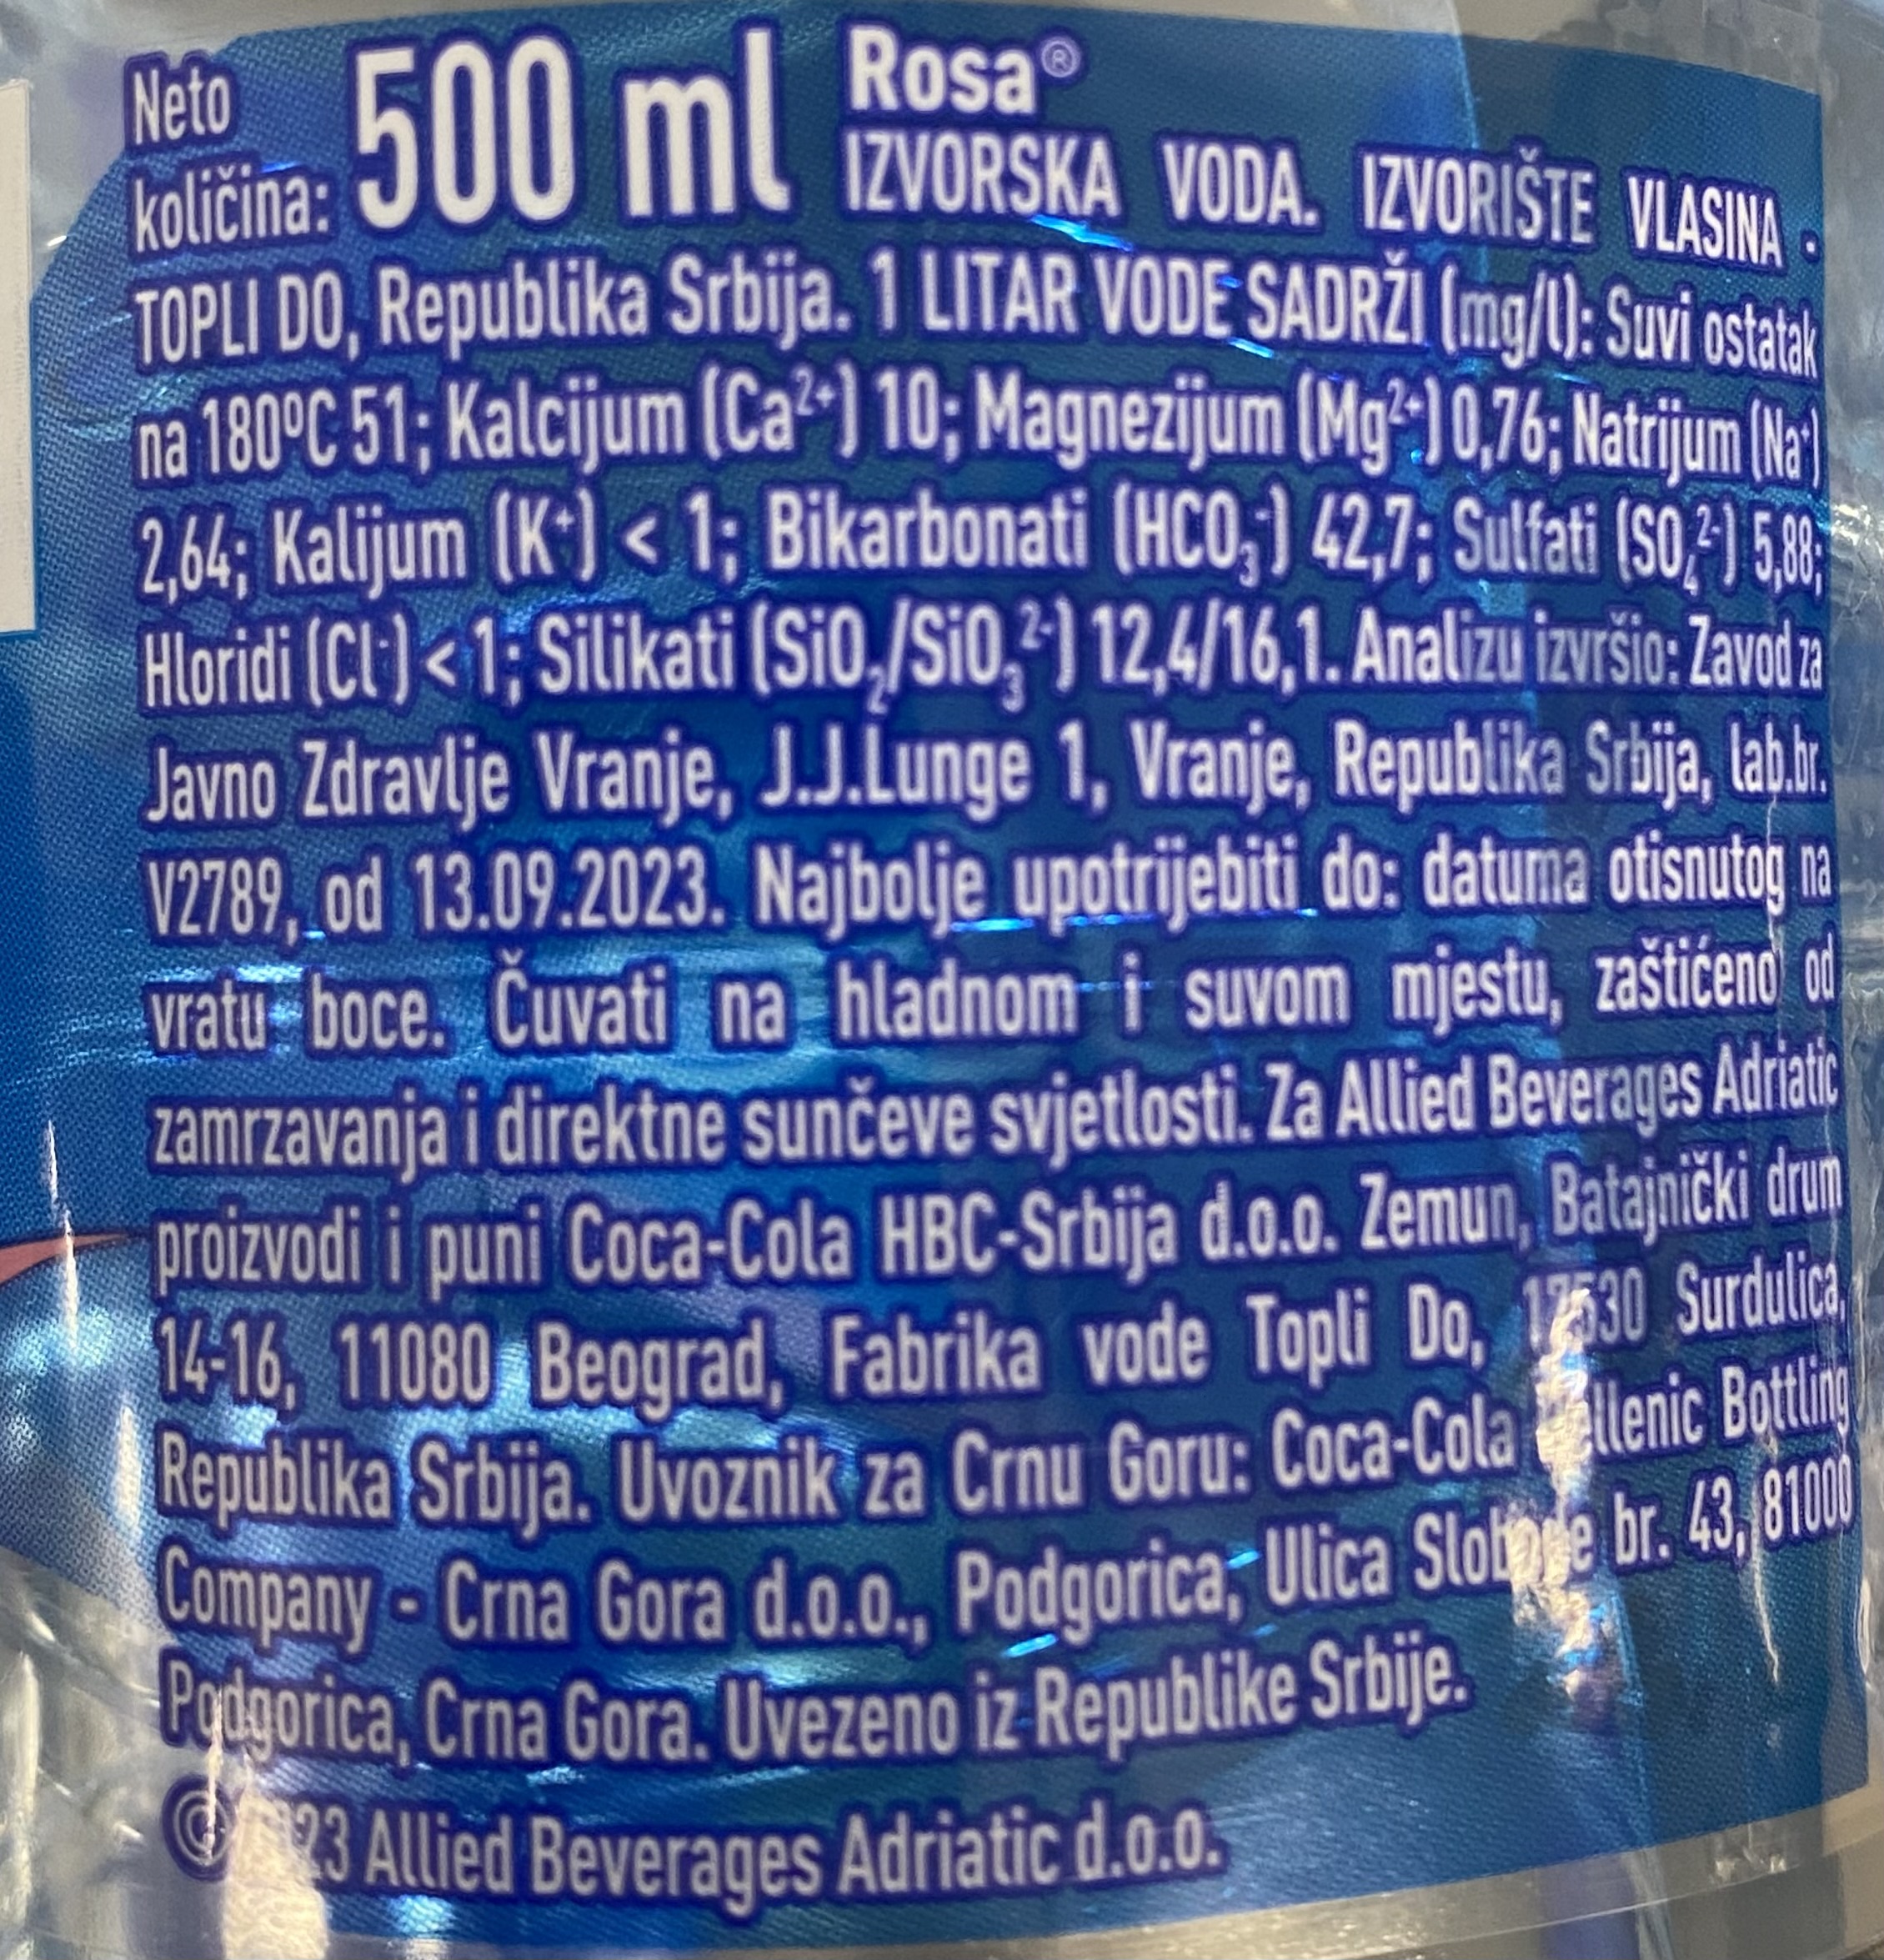 Neto
količina: 500 ml
Rosa®
IZVORSKA VODA. IZVORIŠTE VLASINA -
TOPLI DO, Republika Srbija. 1 LITAR VODE SADRŽI (mg/l): Suvi ostatak
na 180ºC 51; Kalcijum (Ca²⁺) 10; Magnezijum (Mg²⁺) 0,76; Natrijum (Na⁺)
2,64; Kalijum (K⁺) < 1; Bikarbonati (HCO₃⁻) 42,7; Sulfati (SO₄²⁻) 5,88;
Hloridi (Cl⁻) < 1; Silikati (SiO₂/SiO₃²⁻) 12,4/16,1. Analizu izvršio: Zavod za
Javno Zdravlje Vranje, J.J.Lunge 1, Vranje, Republika Srbija, lab.br.
V2789, od 13.09.2023. Najbolje upotrijebiti do: datuma otisnutog na
vratu boce. Čuvati na hladnom i suvom mjestu, zaštićeno od
zamrzavanja i direktne sunčeve svjetlosti. Za Allied Beverages Adriatic
proizvodi i puni Coca-Cola HBC-Srbija d.o.o. Zemun, Batajnički drum
14-16, 11080 Beograd, Fabrika vode Topli Do, 17530 Surdulica,
Republika Srbija. Uvoznik za Crnu Goru: Coca-Cola Hellenic Bottling
Company - Crna Gora d.o.o., Podgorica, Ulica Slobode br. 43, 81000
Podgorica, Crna Gora. Uvezeno iz Republike Srbije.
© Allied Beverages Adriatic d.o.o.